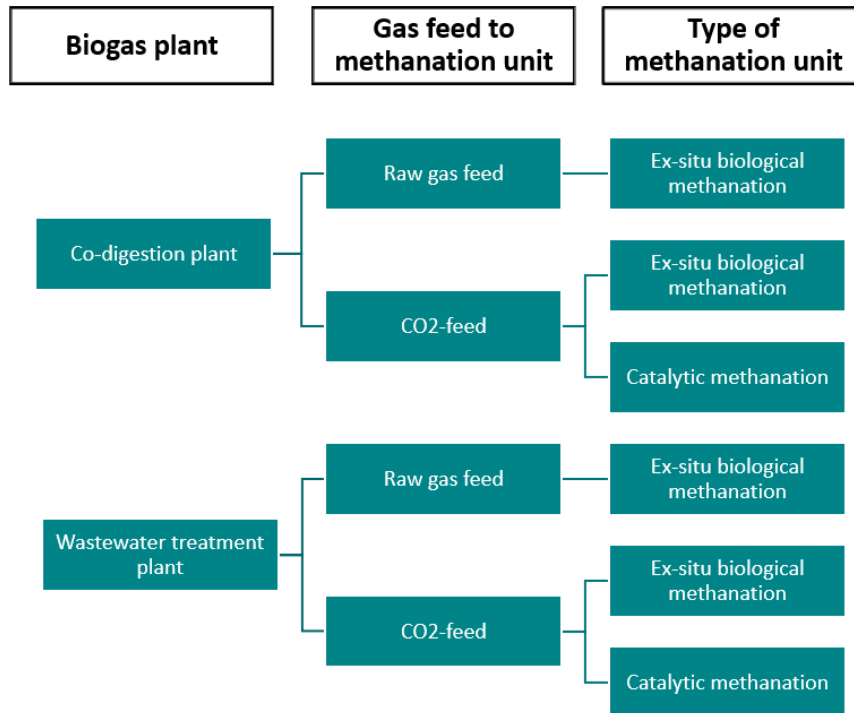 Biogas plant
Gas feed to
methanation unit
Type of
methanation unit
Raw gas feed
Ex-situ biological
methanation
Co-digestion plant
Ex-situ biological
methanation
CO2-feed
Catalytic methanation
Raw gas feed
Ex-situ biological
methanation
Wastewater treatment
plant
Ex-situ biological
methanation
CO2-feed
Catalytic methanation